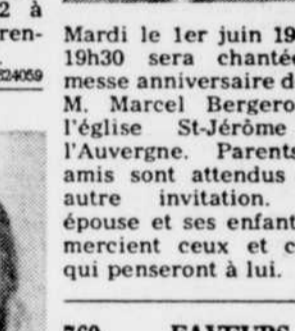 2 à
ren-
824059
Mardi le 1er juin 19
19h30 sera chanté
messe anniversaire d
M. Marcel Bergero
l'église St-Jérôme
l'Auvergne. Parents
amis sont attendus
autre invitation.
épouse et ses enfant
mercient ceux et c
qui penseront à lui.